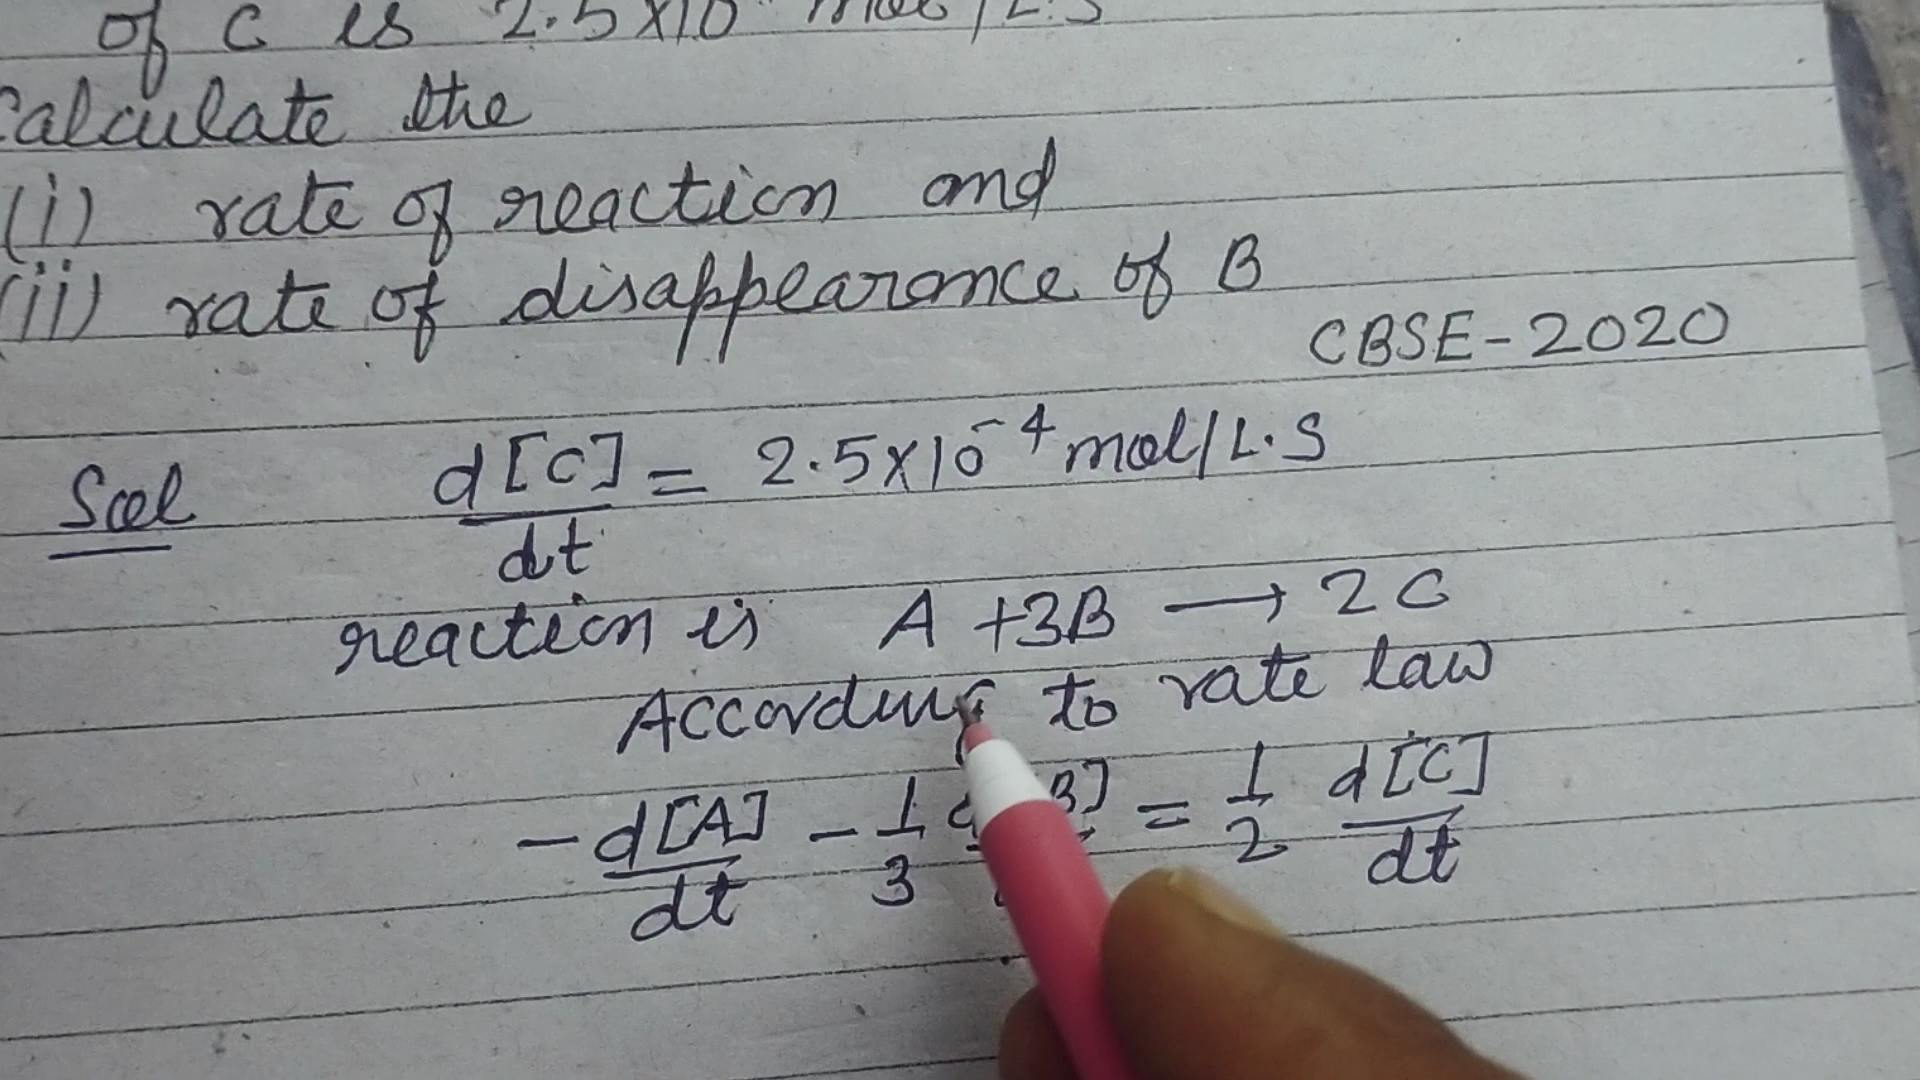 of C is 2.5×10 mol/L.S
Calculate the
(i) rate of reaction and
(ii) rate of disappearance of B
CBSE-2020
Sol d[C]/dt = 2.5×10⁻⁴ mol/L.S
reaction is A +3B → 2C
According to rate law
-d[A]/dt - 1/3 B] = 1/2 d[C]/dt